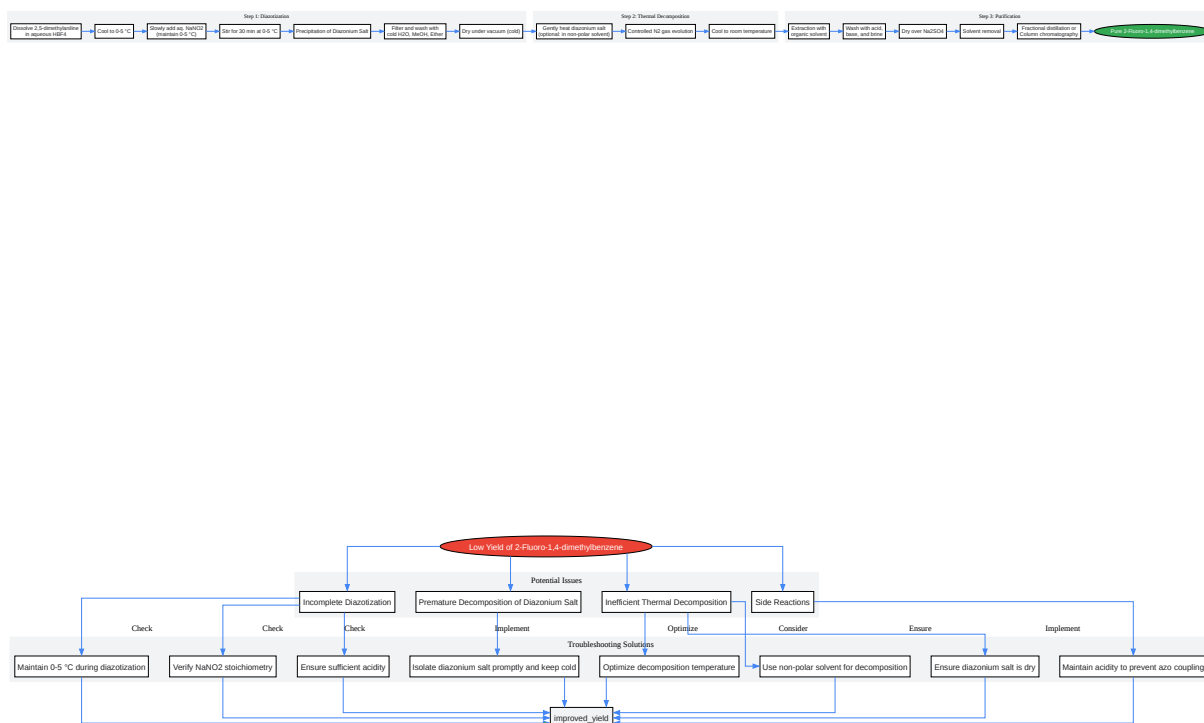 Step 1: Diazotization
Dissolve 2,5-dimethylaniline
in aqueous HBF4
Cool to 0-5 °C
Slowly add aq. NaNO2
(maintain 0-5 °C)
Stir for 30 min at 0-5 °C
Precipitation of Diazonium Salt
Filter and wash with
cold H2O, MeOH, Ether
Dry under vacuum (cold)
Step 2: Thermal Decomposition
Gently heat diazonium salt
(optional: in non-polar solvent)
Controlled N2 gas evolution
Cool to room temperature
Step 3: Purification
Extraction with
organic solvent
Wash with acid,
base, and brine
Dry over Na2SO4
Solvent removal
Fractional distillation or
Column chromatography
Pure 2-Fluoro-1,4-dimethylbenzene
Low Yield of 2-Fluoro-1,4-dimethylbenzene
Potential Issues
Incomplete Diazotization
Premature Decomposition of Diazonium Salt
Inefficient Thermal Decomposition
Side Reactions
Check
Check
Check
Implement
Optimize
Consider
Ensure
Implement
Troubleshooting Solutions
Maintain 0-5 °C during diazotization
Verify NaNO2 stoichiometry
Ensure sufficient acidity
Isolate diazonium salt promptly and keep cold
Optimize decomposition temperature
Use non-polar solvent for decomposition
Ensure diazonium salt is dry
Maintain acidity to prevent azo coupling
improved_yield